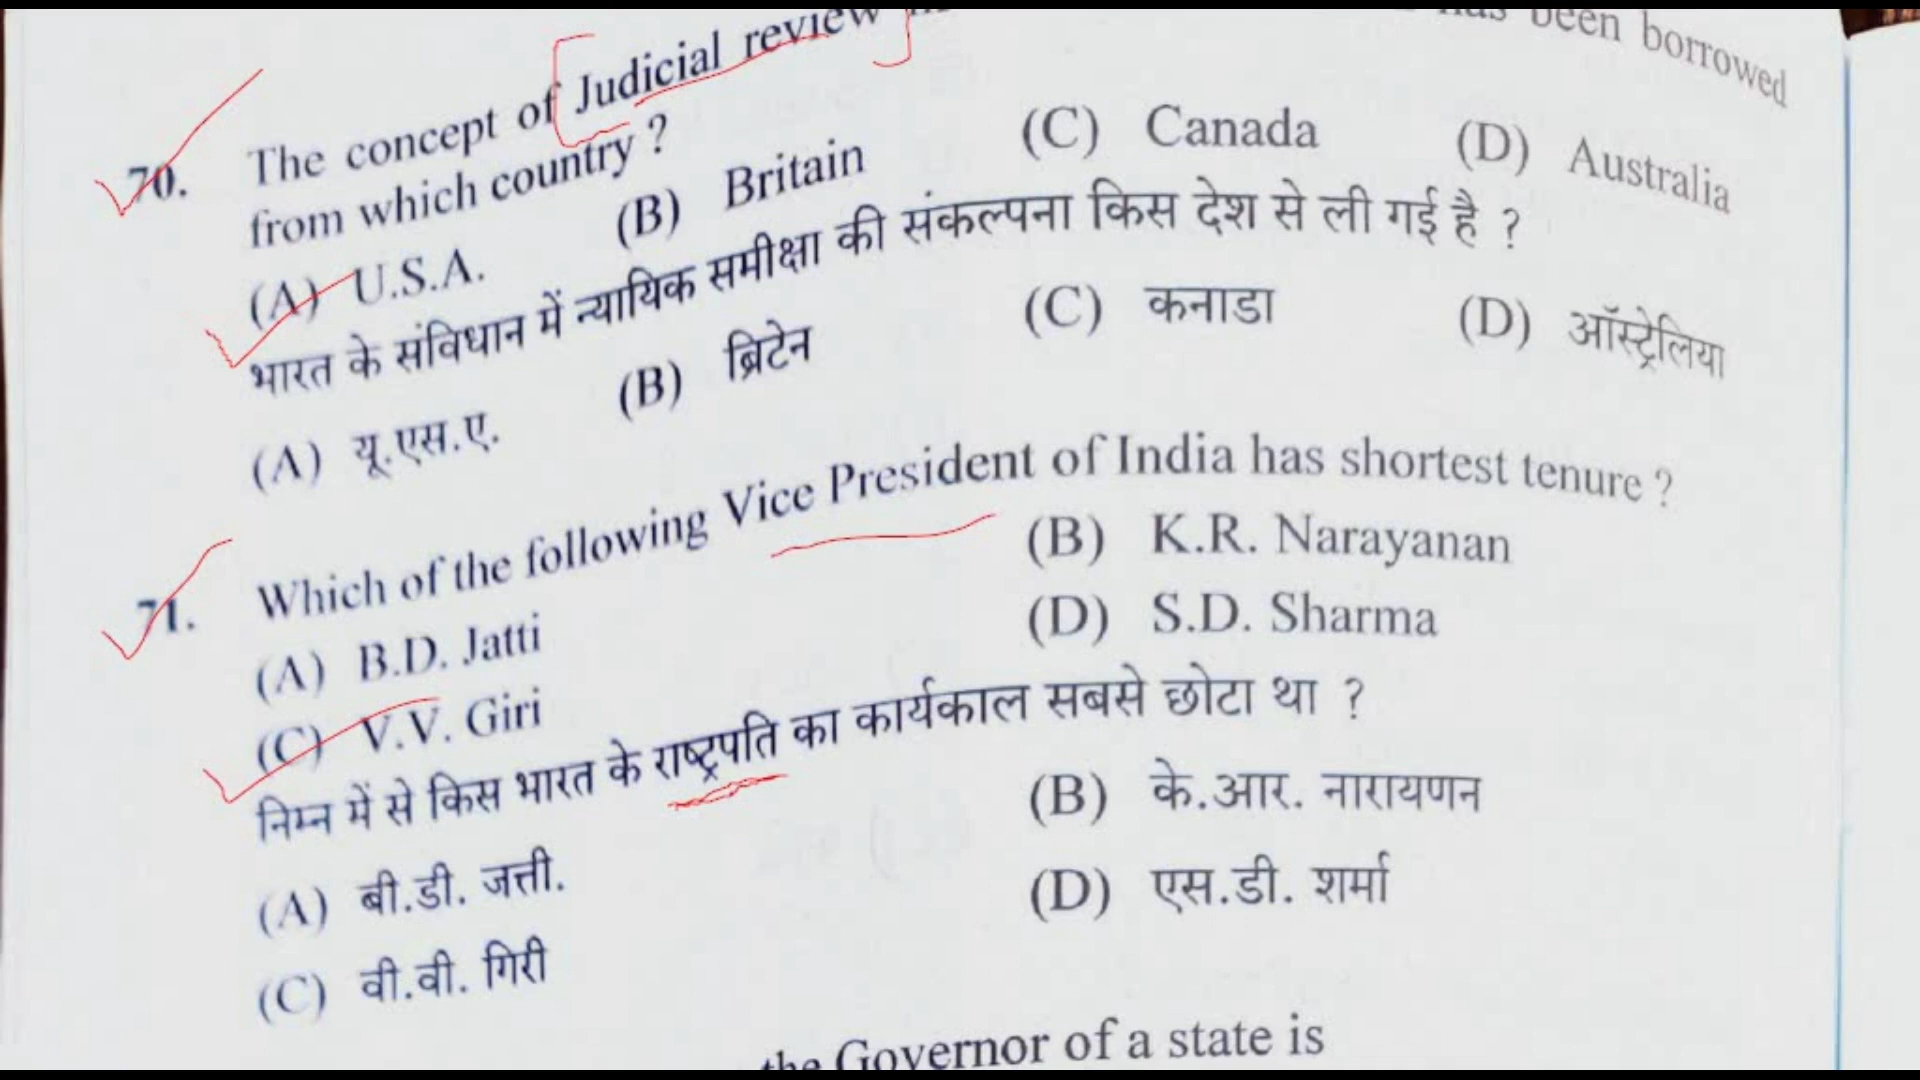 70. The concept of Judicial review
been borrowed
from which country ?
(A) U.S.A. (B) Britain (C) Canada (D) Australia
भारत के संविधान में न्यायिक समीक्षा की संकल्पना किस देश से ली गई है ?
(A) यू.एस.ए. (B) ब्रिटेन (C) कनाडा (D) ऑस्ट्रेलिया
71. Which of the following Vice President of India has shortest tenure ?
(A) B.D. Jatti (B) K.R. Narayanan
(C) V.V. Giri (D) S.D. Sharma
निम्न में से किस भारत के राष्ट्रपति का कार्यकाल सबसे छोटा था ?
(A) बी.डी. जत्ती. (B) के.आर. नारायणन
(C) वी.वी. गिरी (D) एस.डी. शर्मा
the Governor of a state is